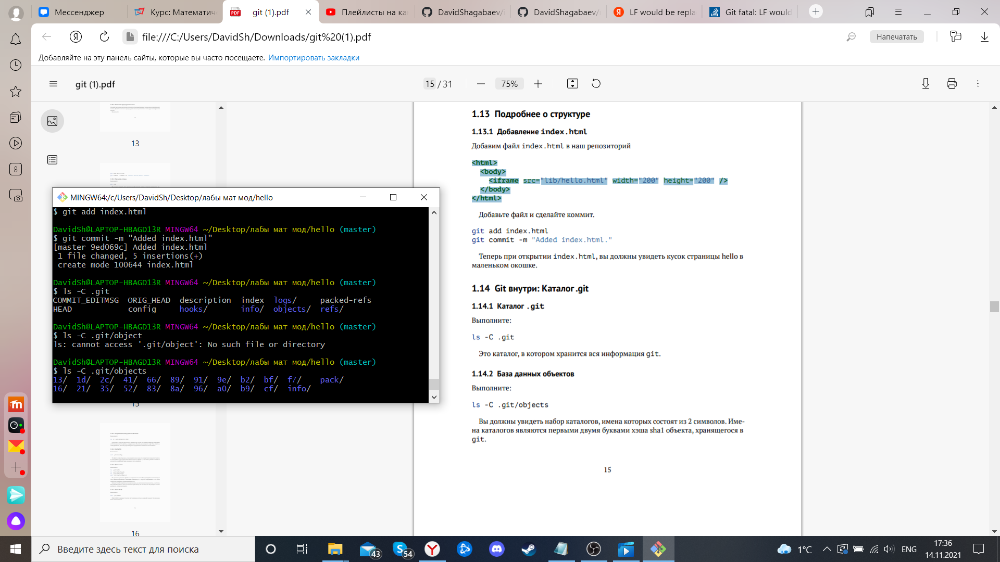 Мессенджер
Курс: Математич
git (1).pdf
Плейлисты на ка
DavidShagabaev/
DavidShagabaev/
LF would be repla
Git fatal: LF would
file:///C:/Users/DavidSh/Downloads/git%20(1).pdf
Напечатать
Добавляйте на эту панель сайты, которые вы часто посещаете. Импортировать закладки
git (1).pdf
15 / 31
75%
13
15
16
8
MINGW64:/c/Users/DavidSh/Desktop/лабы мат мод/hello
$ git add index.html
DavidSh@LAPTOP-HBAGD13R MINGW64 ~/Desktop/лабы мат мод/hello (master)
$ git commit -m "Added index.html"
[master 9ed069c] Added index.html
1 file changed, 5 insertions(+)
create mode 100644 index.html
DavidSh@LAPTOP-HBAGD13R MINGW64 ~/Desktop/лабы мат мод/hello (master)
$ ls -C .git
COMMIT_EDITMSG ORIG_HEAD description index logs/ packed-refs
HEAD config hooks/ info/ objects/ refs/
DavidSh@LAPTOP-HBAGD13R MINGW64 ~/Desktop/лабы мат мод/hello (master)
$ ls -C .git/object
ls: cannot access '.git/object': No such file or directory
DavidSh@LAPTOP-HBAGD13R MINGW64 ~/Desktop/лабы мат мод/hello (master)
$ ls -C .git/objects
13/ 1d/ 2c/ 41/ 66/ 89/ 91/ 9e/ b2/ bf/ f7/ pack/
16/ 21/ 35/ 52/ 83/ 8a/ 96/ a0/ b9/ cf/ info/
1.13 Подробнее о структуре
1.13.1 Добавление index.html
Добавим файл index.html в наш репозиторий
<html>
<body>
<iframe src="lib/hello.html" width="200" height="200" />
</body>
</html>
Добавьте файл и сделайте коммит.
git add index.html
git commit -m "Added index.html."
Теперь при открытии index.html, вы должны увидеть кусок страницы hello в
маленьком окошке.
1.14 Git внутри: Каталог .git
1.14.1 Каталог .git
Выполните:
ls -C .git
Это каталог, в котором хранится вся информация git.
1.14.2 База данных объектов
Выполните:
ls -C .git/objects
Вы должны увидеть набор каталогов, имена которых состоят из 2 символов. Име-
на каталогов являются первыми двумя буквами хэша sha1 объекта, хранящегося в
git.
15
Введите здесь текст для поиска
43
54
1°C
ENG
17:36
14.11.2021